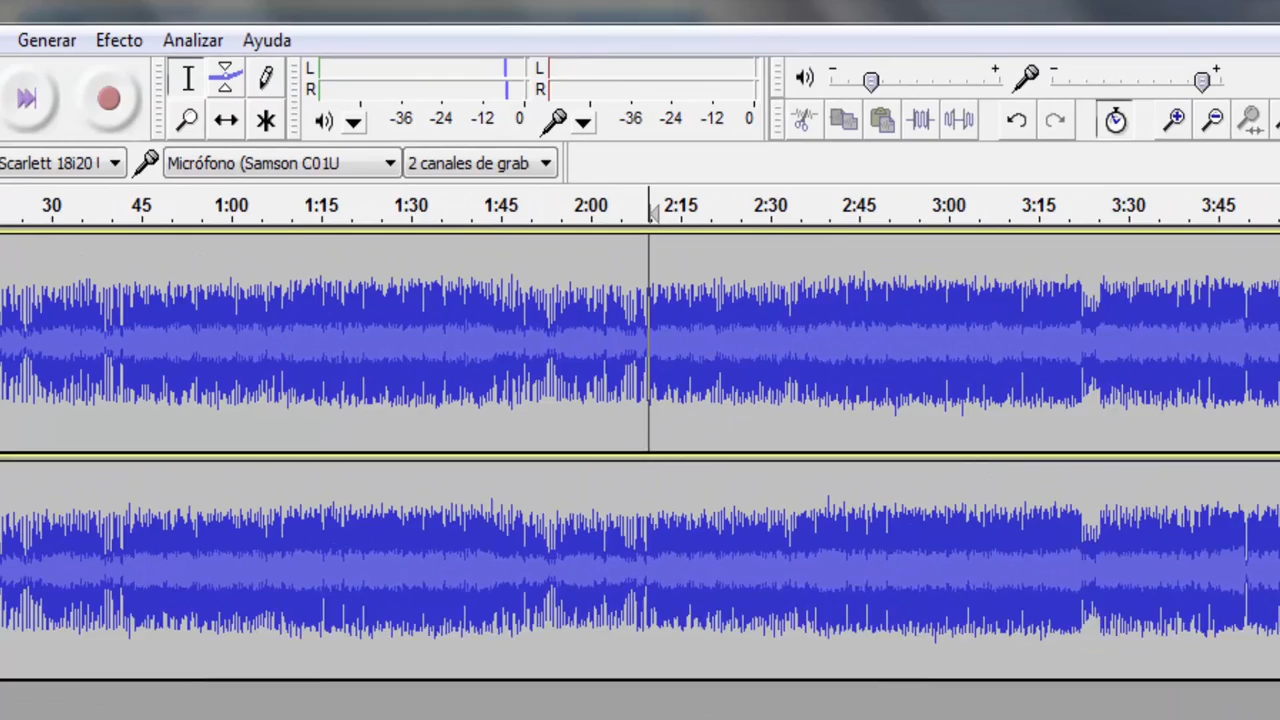 Generar Efecto Analizar Ayuda
L
R
-36 -24 -12 0
L
R
-36 -24 -12 0
- +
- +
Scarlett 18i20 Micrófono (Samson C01U 2 canales de grab
30 45 1:00 1:15 1:30 1:45 2:00 2:15 2:30 2:45 3:00 3:15 3:30 3:45